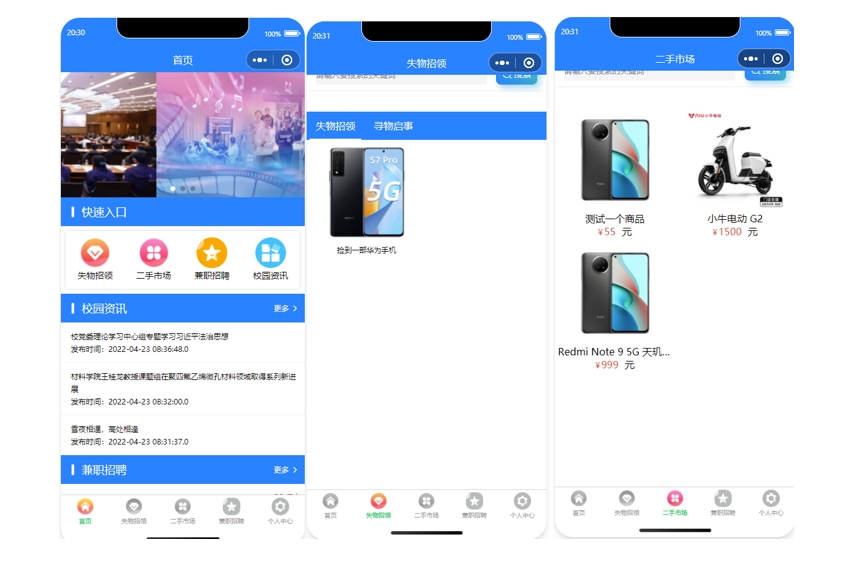 20:30
100%
首页
快速入口
失物招领
二手市场
兼职招聘
校园资讯
校园资讯
更多
校党委理论学习中心组专题学习习近平法治思想
发布时间：2022-04-23 08:36:48.0
材料学院王桂龙教授课题组在聚四氟乙烯微孔材料领域取得系列新进
展
发布时间：2022-04-23 08:32:00.0
雪夜相逢，高处相逢
发布时间：2022-04-23 08:31:37.0
兼职招聘
更多
首页
失物招领
二手市场
兼职招聘
个人中心
20:31
100%
失物招领
请输入要搜索的关键词
搜索
失物招领
寻物启事
S7 Pro
5G
捡到一部华为手机
首页
失物招领
二手市场
兼职招聘
个人中心
20:31
100%
二手市场
请输入要搜索的关键词
搜索
测试一个商品
¥55 元
NIU小牛电动
小牛电动 G2
¥1500 元
Redmi Note 9 5G 天玑...
¥999 元
首页
失物招领
二手市场
兼职招聘
个人中心